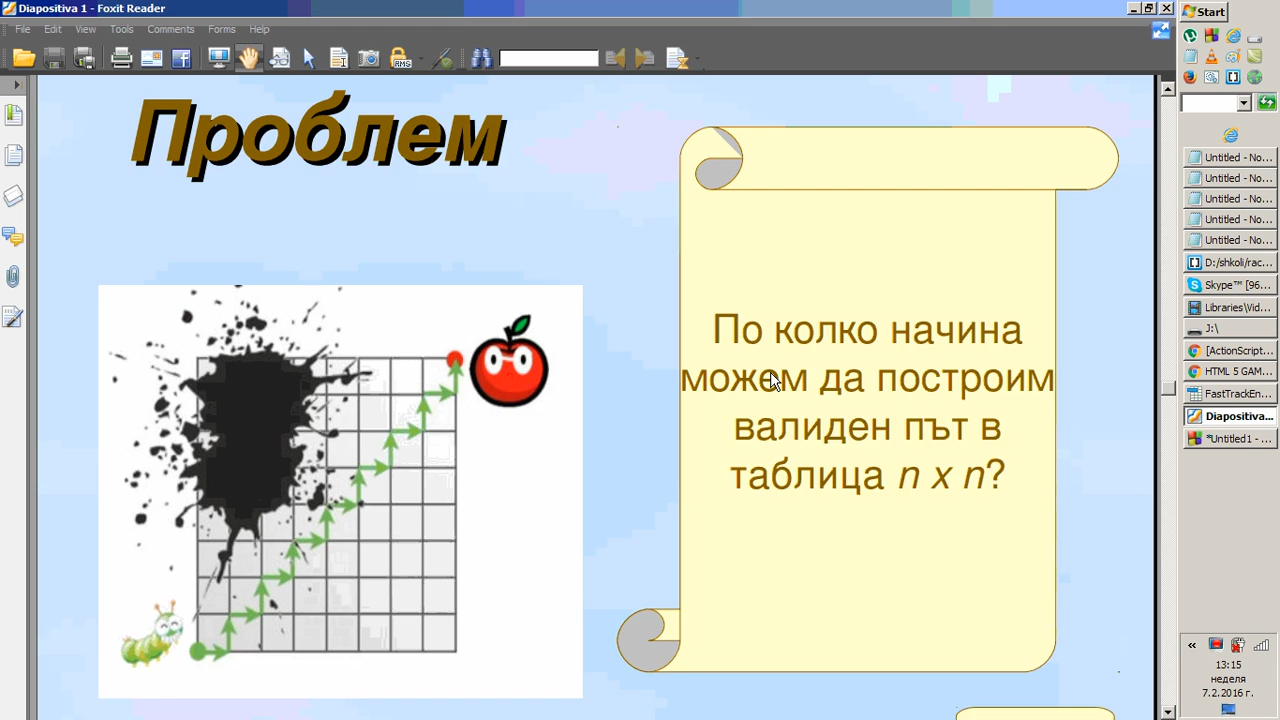 Diapositiva 1 - Foxit Reader
File Edit View Tools Comments Forms Help
RMS
Проблем
По колко начина
можем да построим
валиден път в
таблица n x n?
Start
Untitled - No...
Untitled - No...
Untitled - No...
Untitled - No...
Untitled - No...
D:/shkoli/rac...
Skype™ [96...
Libraries\Vid...
J:\
[ActionScript...
HTML 5 GAM...
FastTrackEn...
Diapositiva...
*Untitled1 - ...
13:15
неделя
7.2.2016 г.